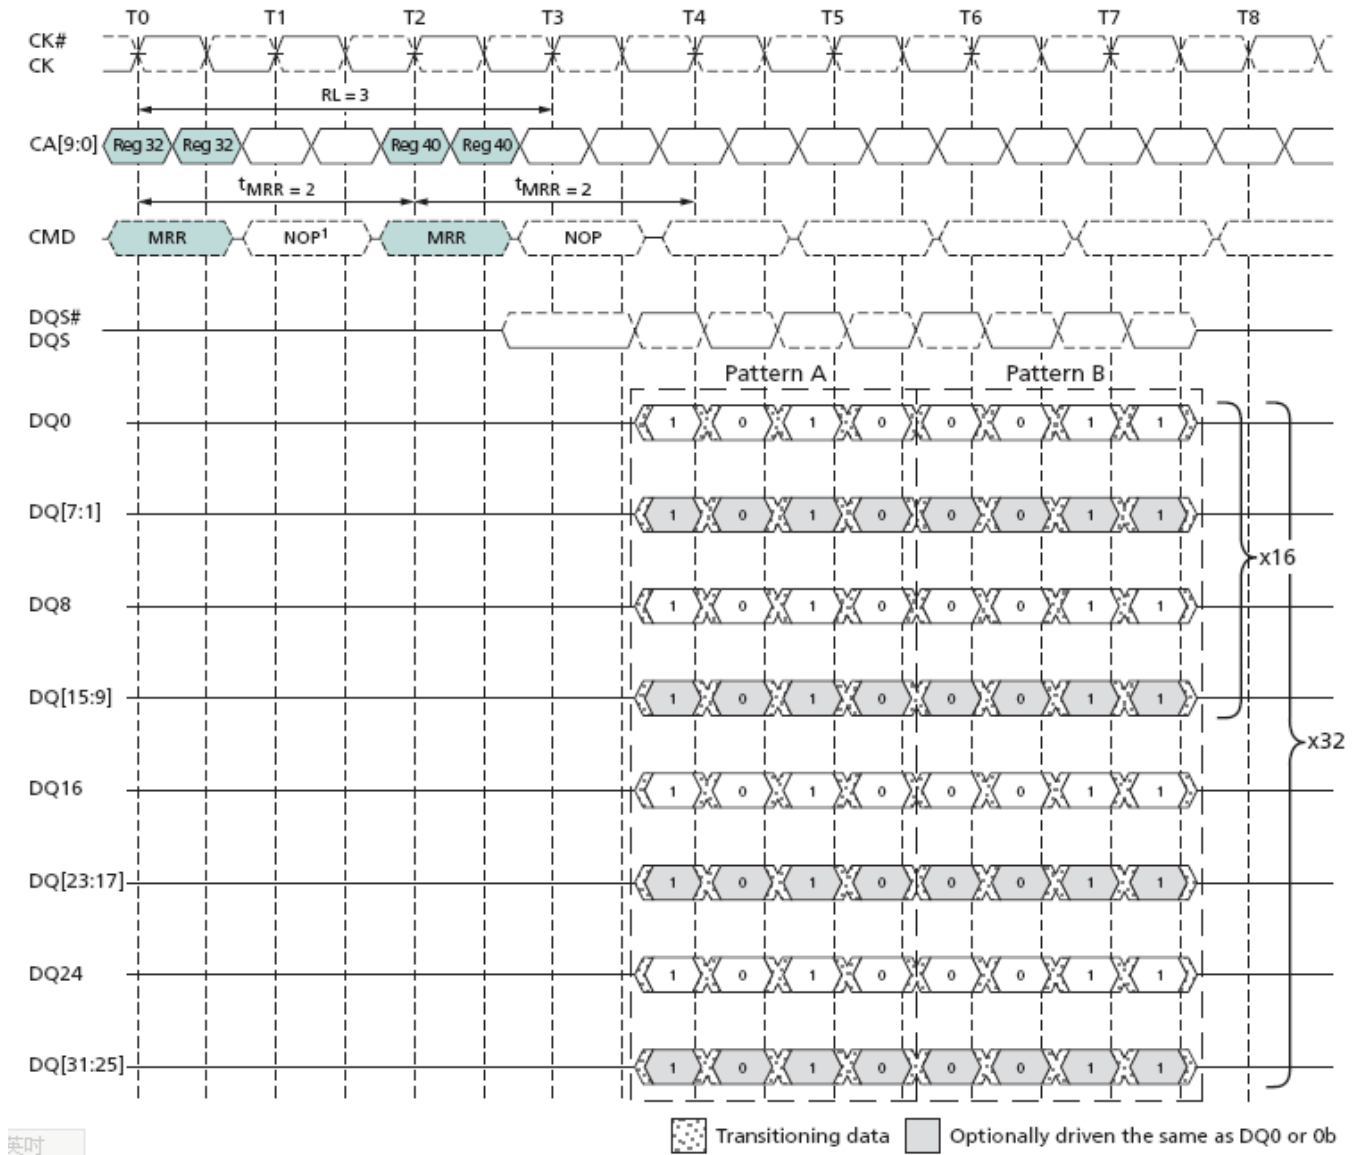 T0 T1 T2 T3 T4 T5 T6 T7 T8
CK#
CK
RL = 3
CA[9:0] Reg 32 Reg 32 Reg 40 Reg 40
tMRR = 2 tMRR = 2
CMD MRR NOP1 MRR NOP
DQS#
DQS
Pattern A Pattern B
DQ0 1 0 1 0 0 0 1 1
DQ[7:1] 1 0 1 0 0 0 1 1
x16
DQ8 1 0 1 0 0 0 1 1
DQ[15:9] 1 0 1 0 0 0 1 1
x32
DQ16 1 0 1 0 0 0 1 1
DQ[23:17] 1 0 1 0 0 0 1 1
DQ24 1 0 1 0 0 0 1 1
DQ[31:25] 1 0 1 0 0 0 1 1
Transitioning data Optionally driven the same as DQ0 or 0b
英吋